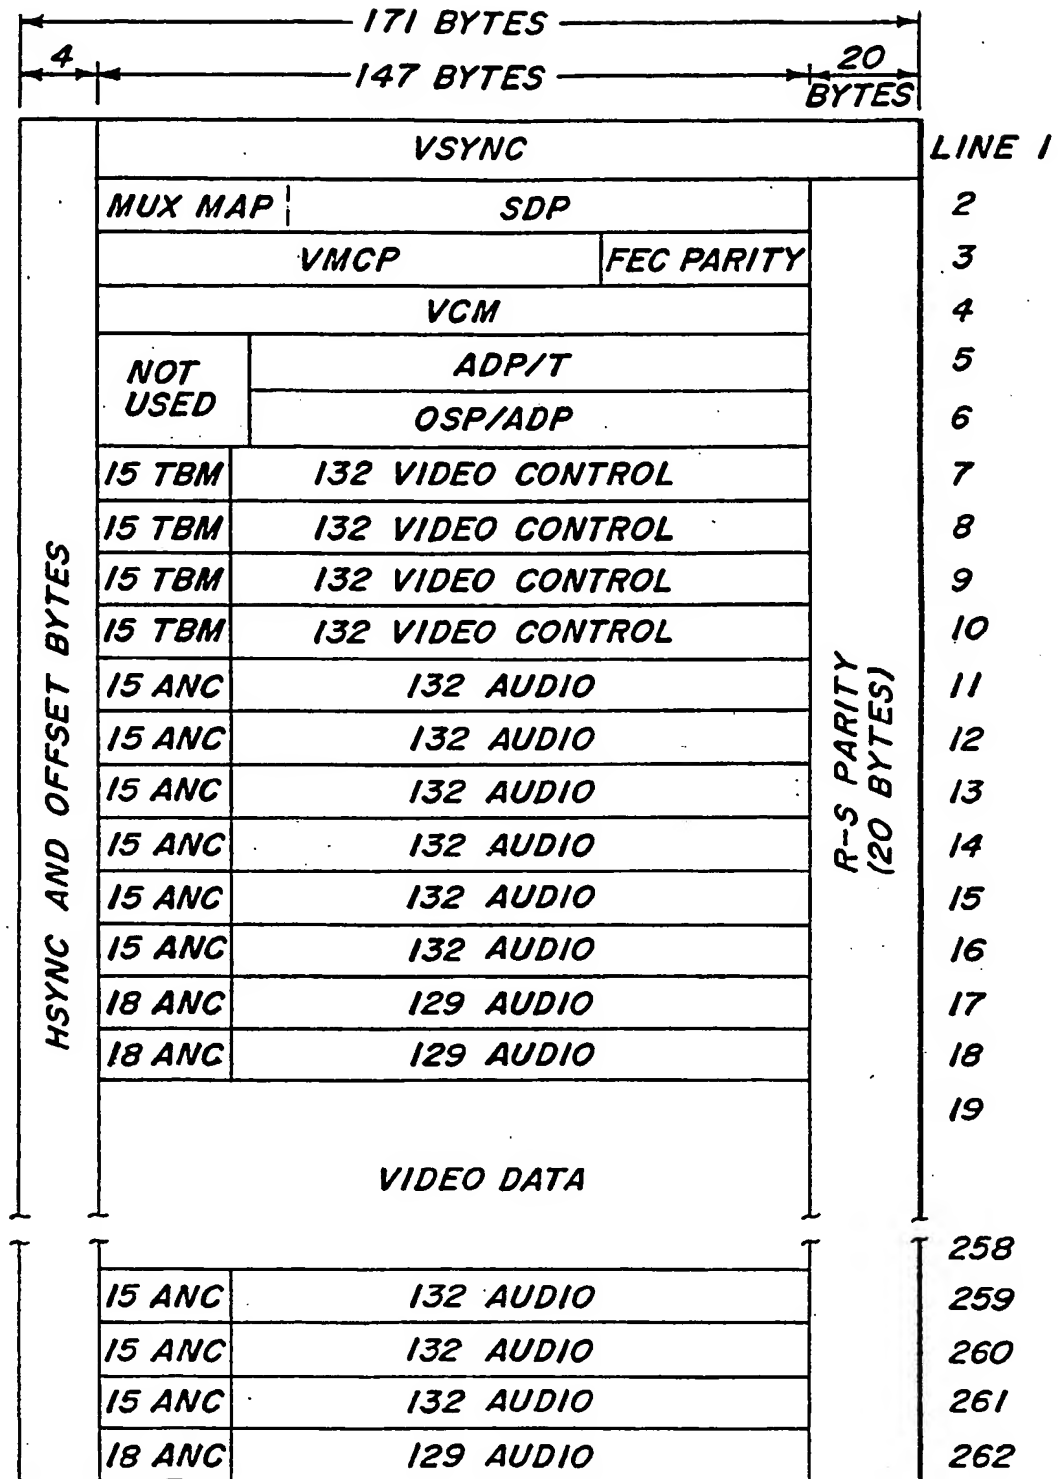 171 BYTES
4 147 BYTES 20 BYTES
VSYNC LINE 1
MUX MAP SDP 2
VMCP FEC PARITY 3
VCM 4
NOT USED ADP/T 5
OSP/ADP 6
15 TBM 132 VIDEO CONTROL 7
15 TBM 132 VIDEO CONTROL 8
15 TBM 132 VIDEO CONTROL 9
15 TBM 132 VIDEO CONTROL 10
15 ANC 132 AUDIO 11
15 ANC 132 AUDIO 12
15 ANC 132 AUDIO 13
15 ANC 132 AUDIO 14
15 ANC 132 AUDIO 15
15 ANC 132 AUDIO 16
18 ANC 129 AUDIO 17
18 ANC 129 AUDIO 18
19
VIDEO DATA
258
15 ANC 132 AUDIO 259
15 ANC 132 AUDIO 260
15 ANC 132 AUDIO 261
18 ANC 129 AUDIO 262
HSYNC AND OFFSET BYTES
R-S PARITY
(20 BYTES)